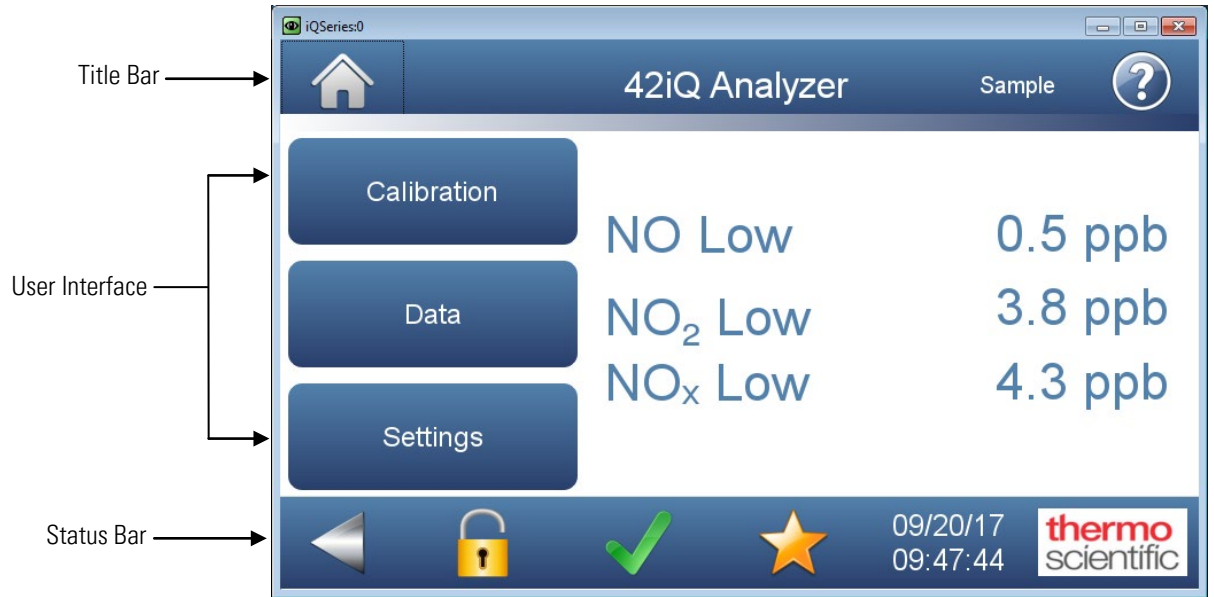 iQSeries:0
Title Bar
42iQ Analyzer
Sample
?
User Interface
Calibration
Data
Settings
NO Low 0.5 ppb
NO₂ Low 3.8 ppb
NOₓ Low 4.3 ppb
Status Bar
09/20/17
09:47:44
thermo
scientific